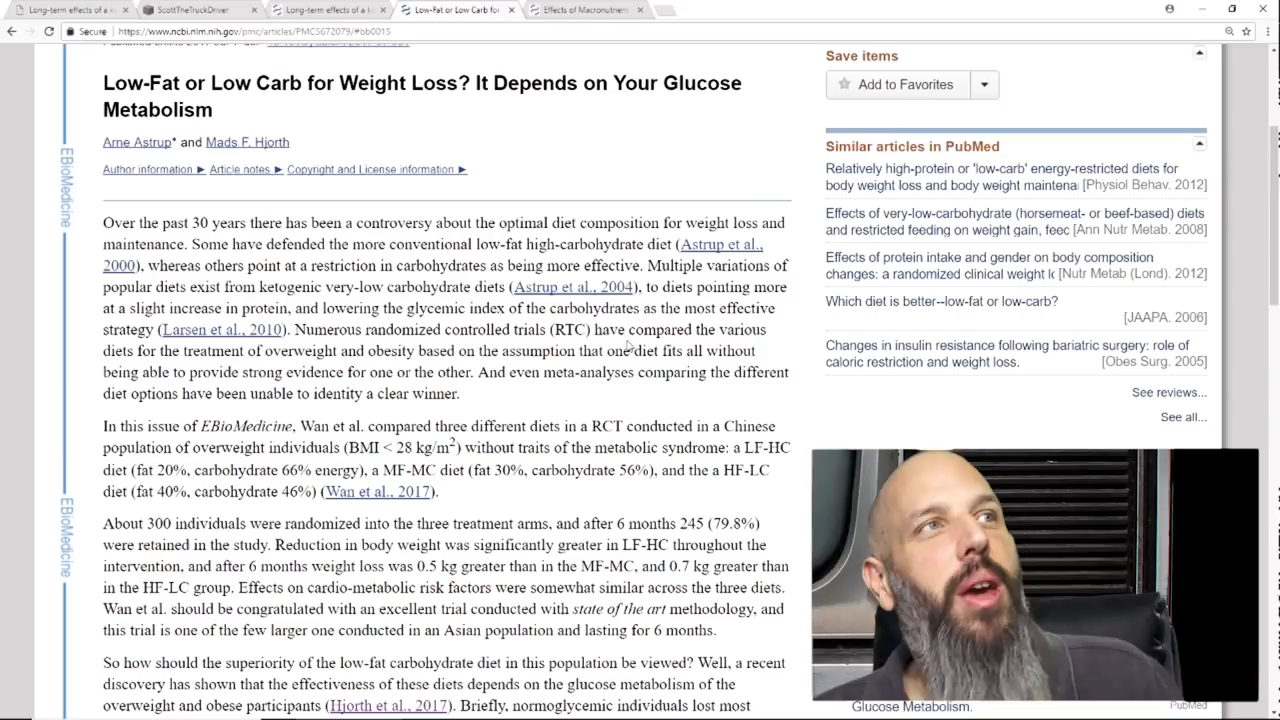 Long-term effects of a k
ScottTheTruckDriver
Long-term effects of a k
Low-Fat or Low Carb for
Effects of Macronutrien
Secure
https://www.ncbi.nlm.nih.gov/pmc/articles/PMC5672079/#bb0015
Low-Fat or Low Carb for Weight Loss? It Depends on Your Glucose
Metabolism
Arne Astrup* and Mads F. Hjorth
Author information ► Article notes ► Copyright and License information ►
EBioMedicine
EBioMedicine
Over the past 30 years there has been a controversy about the optimal diet composition for weight loss and
maintenance. Some have defended the more conventional low-fat high-carbohydrate diet (Astrup et al.,
2000), whereas others point at a restriction in carbohydrates as being more effective. Multiple variations of
popular diets exist from ketogenic very-low carbohydrate diets (Astrup et al., 2004), to diets pointing more
at a slight increase in protein, and lowering the glycemic index of the carbohydrates as the most effective
strategy (Larsen et al., 2010). Numerous randomized controlled trials (RTC) have compared the various
diets for the treatment of overweight and obesity based on the assumption that one diet fits all without
being able to provide strong evidence for one or the other. And even meta-analyses comparing the different
diet options have been unable to identity a clear winner.
In this issue of EBioMedicine, Wan et al. compared three different diets in a RCT conducted in a Chinese
population of overweight individuals (BMI < 28 kg/m2) without traits of the metabolic syndrome: a LF-HC
diet (fat 20%, carbohydrate 66% energy, a MF-MC diet (fat 30%, carbohydrate 56%), and the a HF-LC
diet (fat 40%, carbohydrate 46%) (Wan et al., 2017).
About 300 individuals were randomized into the three treatment arms, and after 6 months 245 (79.8%
were retained in the study. Reduction in body weight was significantly greater in LF-HC throughout the
intervention, and after 6 months weight loss was 0.5 kg greater than in the MF-MC, and 0.7 kg greater than
in the HF-LC group. Effects on cardio-metabolic risk factors were somewhat similar across the three diets.
Wan et al. should be congratulated with an excellent trial conducted with state of the art methodology, and
this trial is one of the few larger one conducted in an Asian population and lasting for 6 months.
So how should the superiority of the low-fat carbohydrate diet in this population be viewed? Well, a recent
discovery has shown that the effectiveness of these diets depends on the glucose metabolism of the
overweight and obese participants (Hjorth et al., 2017). Briefly, normoglycemic individuals lost most
Save items
Add to Favorites
Similar articles in PubMed
Relatively high-protein or 'low-carb' energy-restricted diets for
body weight loss and body weight maintena [Physiol Behav. 2012]
Effects of very-low carbohydrate (horsemeat- or beef-based) diets
and restricted feeding on weight gain, feec [Ann Nutr Metab. 2008]
Effects of protein intake and gender on body composition
changes: a randomized clinical weight lc [Nutr Metab (Lond). 2012]
Which diet is better--low-fat or low-carb?
[JAAPA. 2006]
Changes in insulin resistance following bariatric surgery: role of
caloric restriction and weight loss. [Obes Surg. 2005]
See reviews...
See all...
Glucose Metabolism.
PubMed